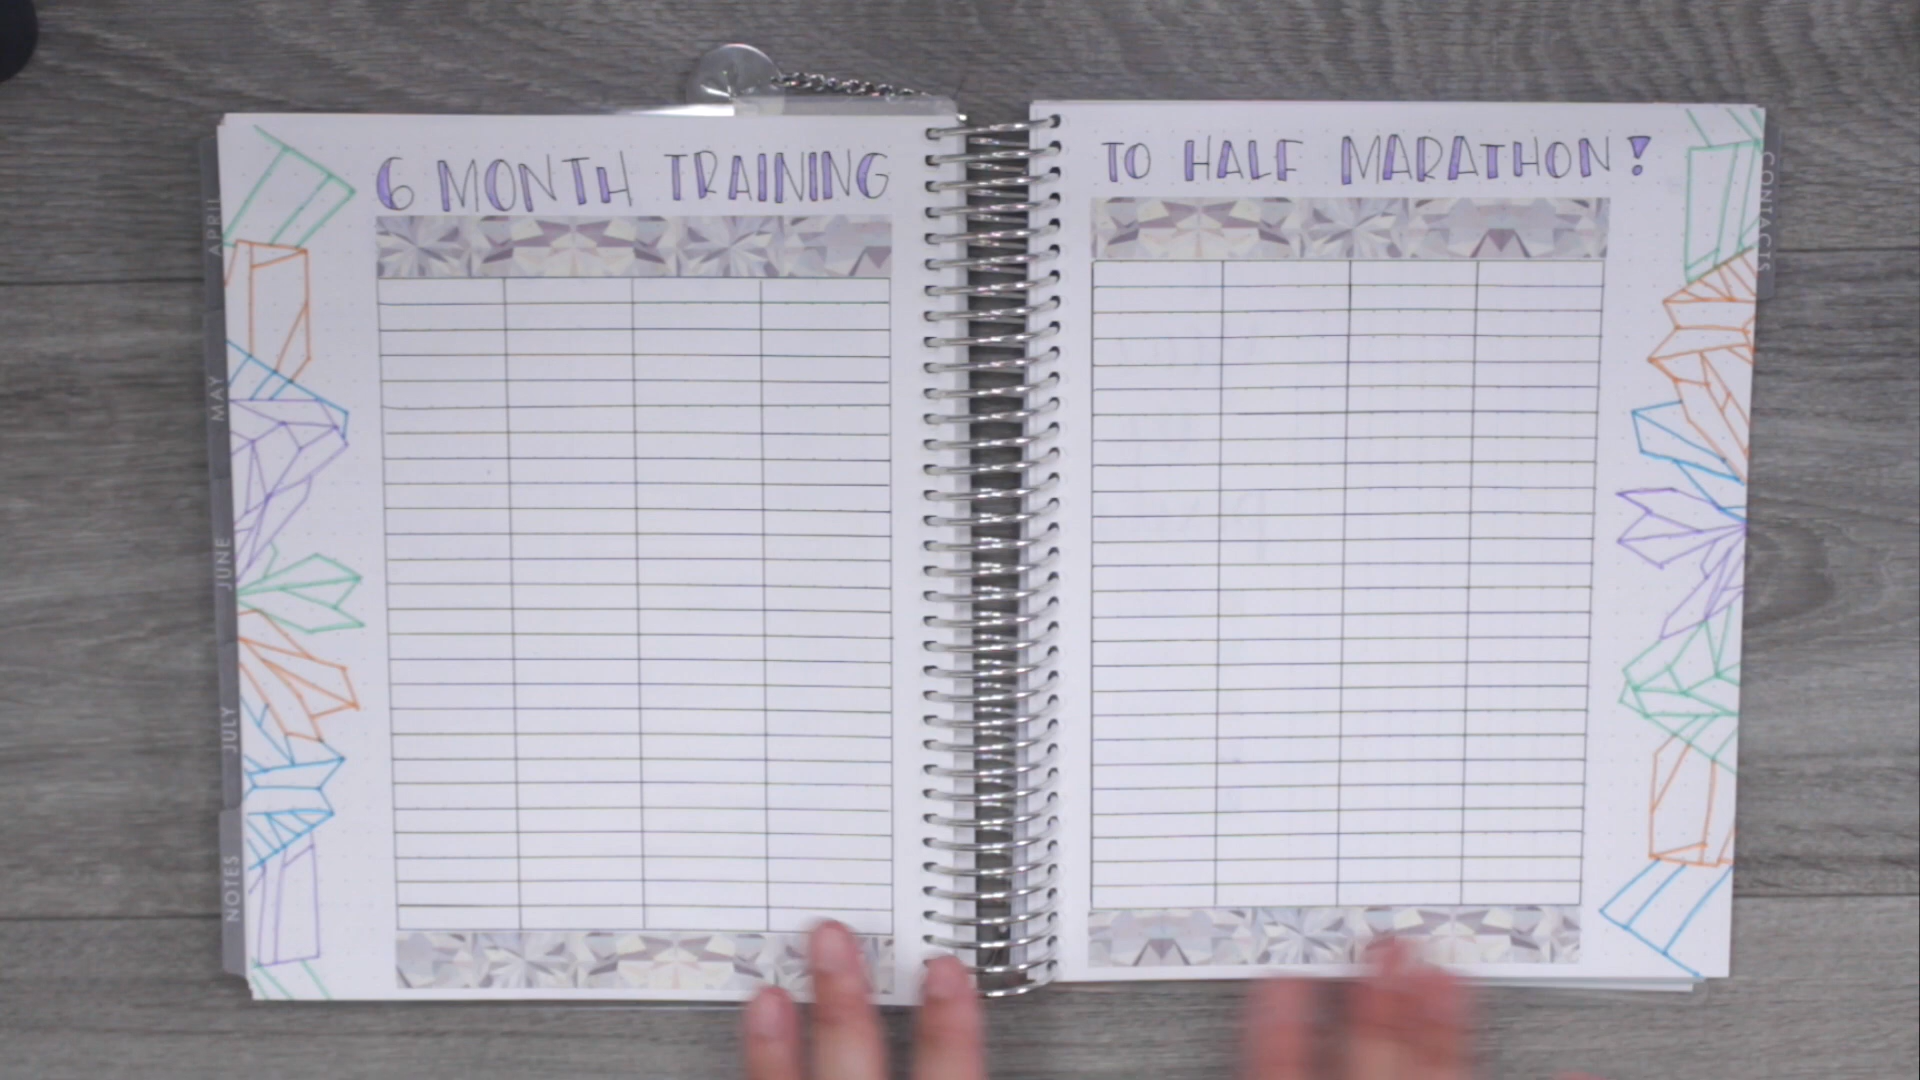 6 MONTH TRAINING
TO HALF MARATHON!
APRIL
MAY
JUNE
JULY
NOTES
CONTACTS